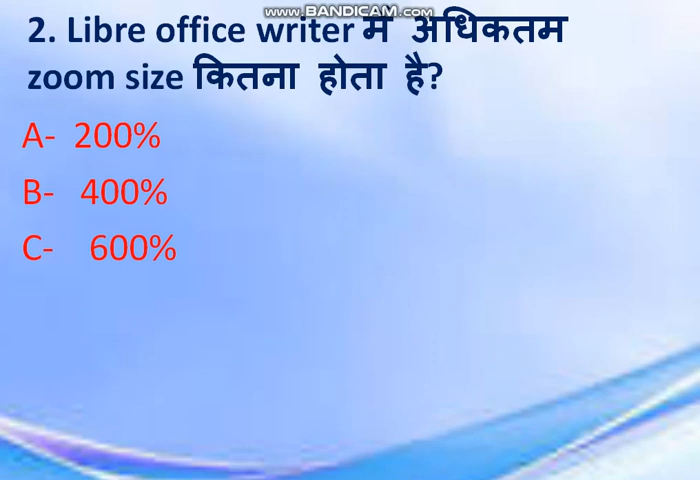 WWW.BANDICAM.COM
2. Libre office writer में अधिकतम
zoom size कितना होता है?
A- 200%
B- 400%
C- 600%